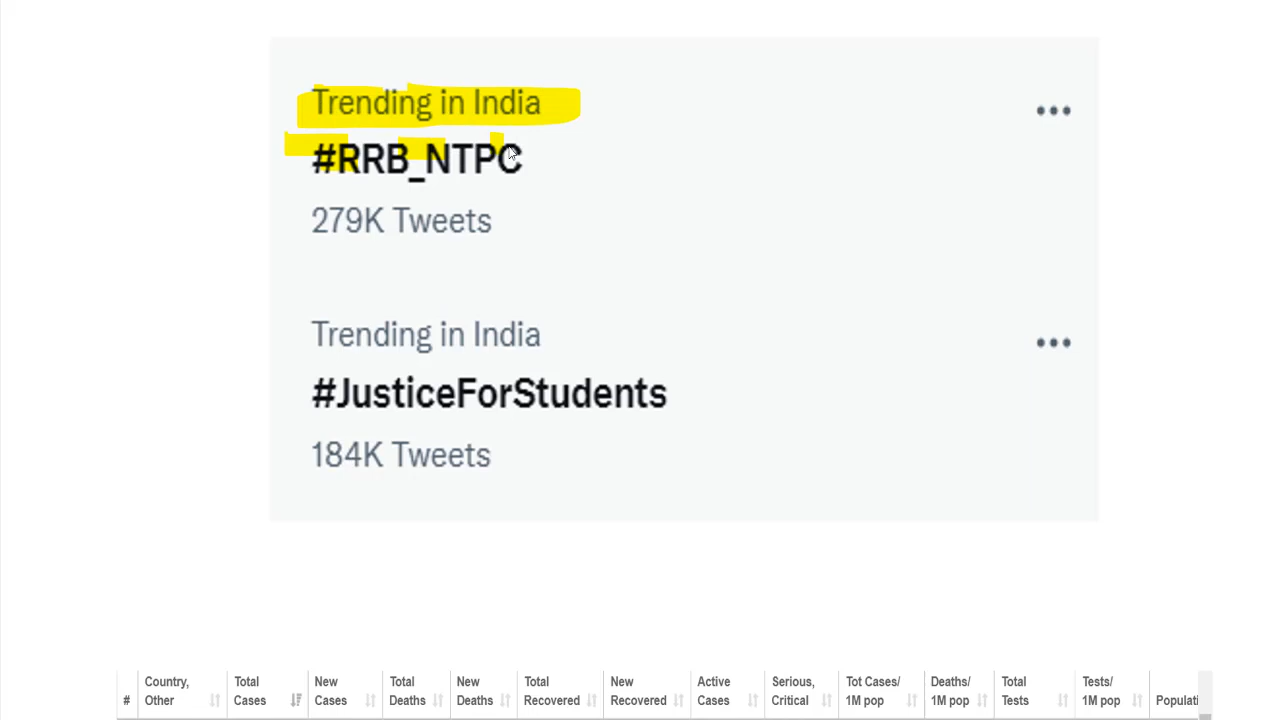 Trending in India
#RRB_NTPC
279K Tweets
Trending in India
#JusticeForStudents
184K Tweets
# Country, Other Total Cases New Cases Total Deaths New Deaths Total Recovered New Recovered Active Cases Serious, Critical Tot Cases/ 1M pop Deaths/ 1M pop Total Tests Tests/ 1M pop